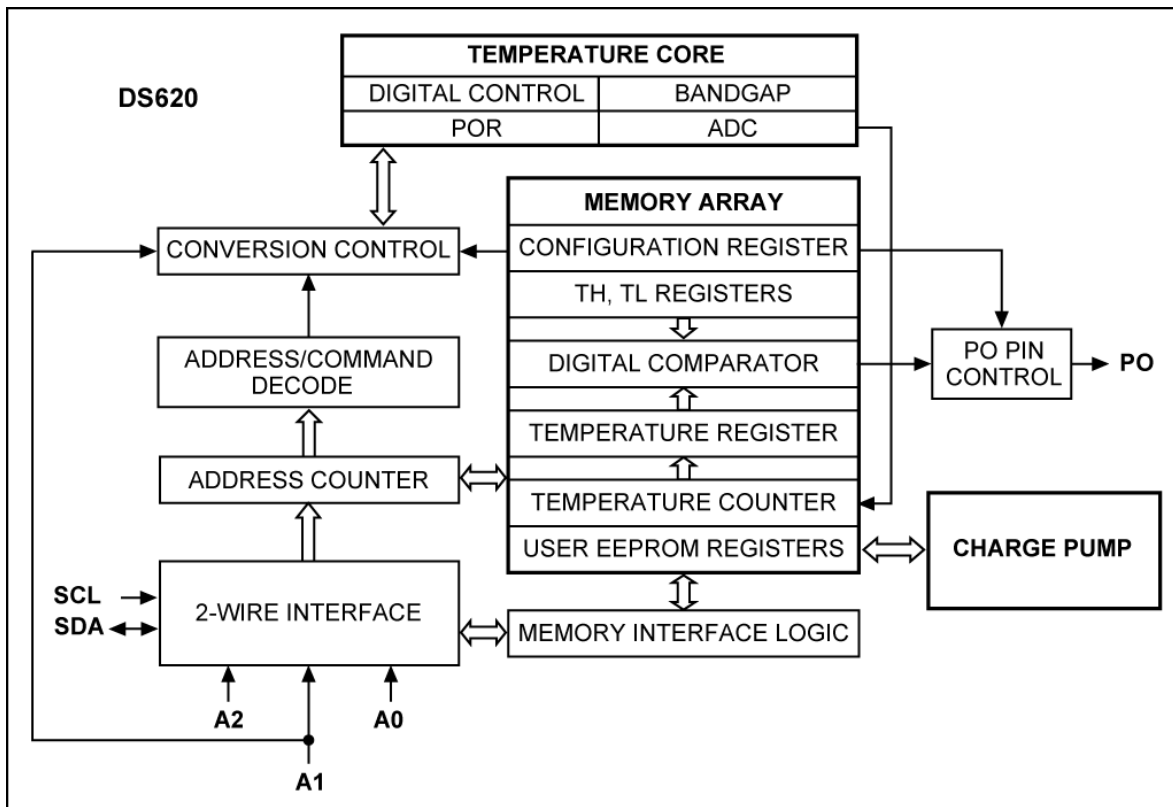 TEMPERATURE CORE
DS620
DIGITAL CONTROL
BANDGAP
POR
ADC
MEMORY ARRAY
CONVERSION CONTROL
CONFIGURATION REGISTER
TH, TL REGISTERS
ADDRESS/COMMAND
DECODE
DIGITAL COMPARATOR
PO PIN
CONTROL
PO
TEMPERATURE REGISTER
ADDRESS COUNTER
TEMPERATURE COUNTER
USER EEPROM REGISTERS
CHARGE PUMP
SCL
SDA
2-WIRE INTERFACE
MEMORY INTERFACE LOGIC
A2
A0
A1